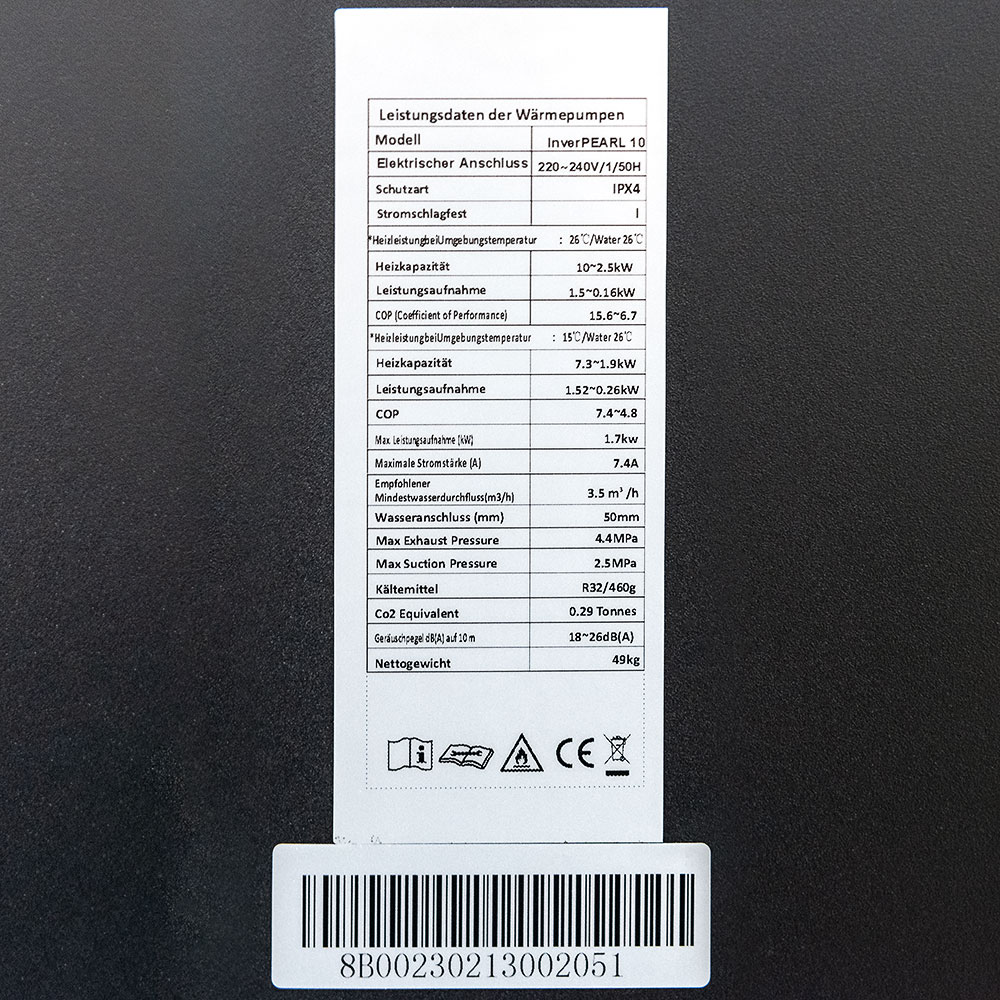 Leistungsdaten der Wärmepumpen
Modell InverPEARL 10
Elektrischer Anschluss 220~240V/1/50H
Schutzart IPX4
Stromschlagfest I
*HeizleistungbeiUmgebungstemperatur : 26℃/Water 26℃
Heizkapazität 10~2.5kW
Leistungsaufnahme 1.5~0.16kW
COP (Coefficient of Performance) 15.6~6.7
*HeizleistungbeiUmgebungstemperatur : 15℃/Water 26℃
Heizkapazität 7.3~1.9kW
Leistungsaufnahme 1.52~0.26kW
COP 7.4~4.8
Max. Leistungsaufnahme (kW) 1.7kw
Maximale Stromstärke (A) 7.4A
Empfohlener
Mindestwasserdurchfluss(m3/h) 3.5 m³ /h
Wasseranschluss (mm) 50mm
Max Exhaust Pressure 4.4MPa
Max Suction Pressure 2.5MPa
Kältemittel R32/460g
Co2 Equivalent 0.29 Tonnes
Geräuschpegel dB(A) auf 10 m 18~26dB(A)
Nettogewicht 49kg
CE
8B00230213002051